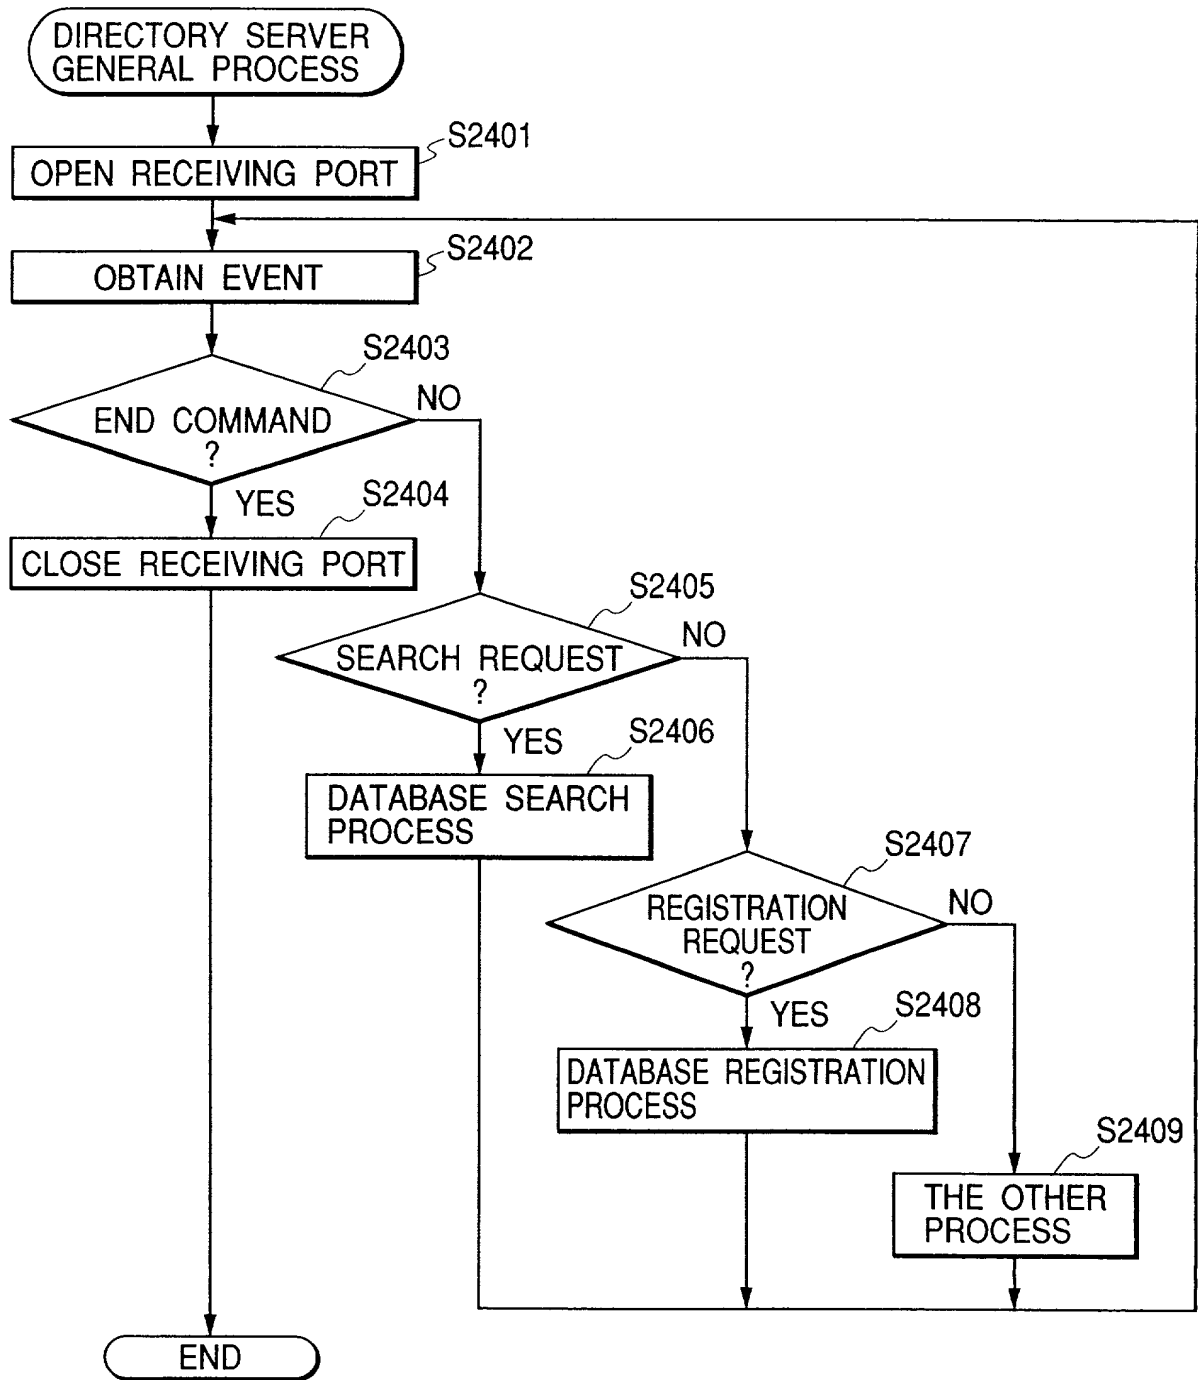 DIRECTORY SERVER
GENERAL PROCESS
S2401
OPEN RECEIVING PORT
S2402
OBTAIN EVENT
S2403
END COMMAND
?
NO
YES
S2404
CLOSE RECEIVING PORT
S2405
SEARCH REQUEST
?
NO
YES
S2406
DATABASE SEARCH
PROCESS
S2407
REGISTRATION
REQUEST
?
NO
YES
S2408
DATABASE REGISTRATION
PROCESS
S2409
THE OTHER
PROCESS
END